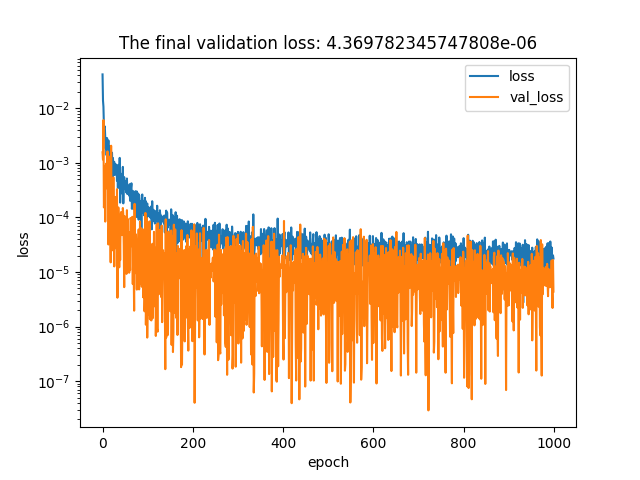 The final validation loss: 4.369782345747808e-06
loss
val_loss
10⁻²
10⁻³
10⁻⁴
10⁻⁵
10⁻⁶
10⁻⁷
loss
0 200 400 600 800 1000
epoch